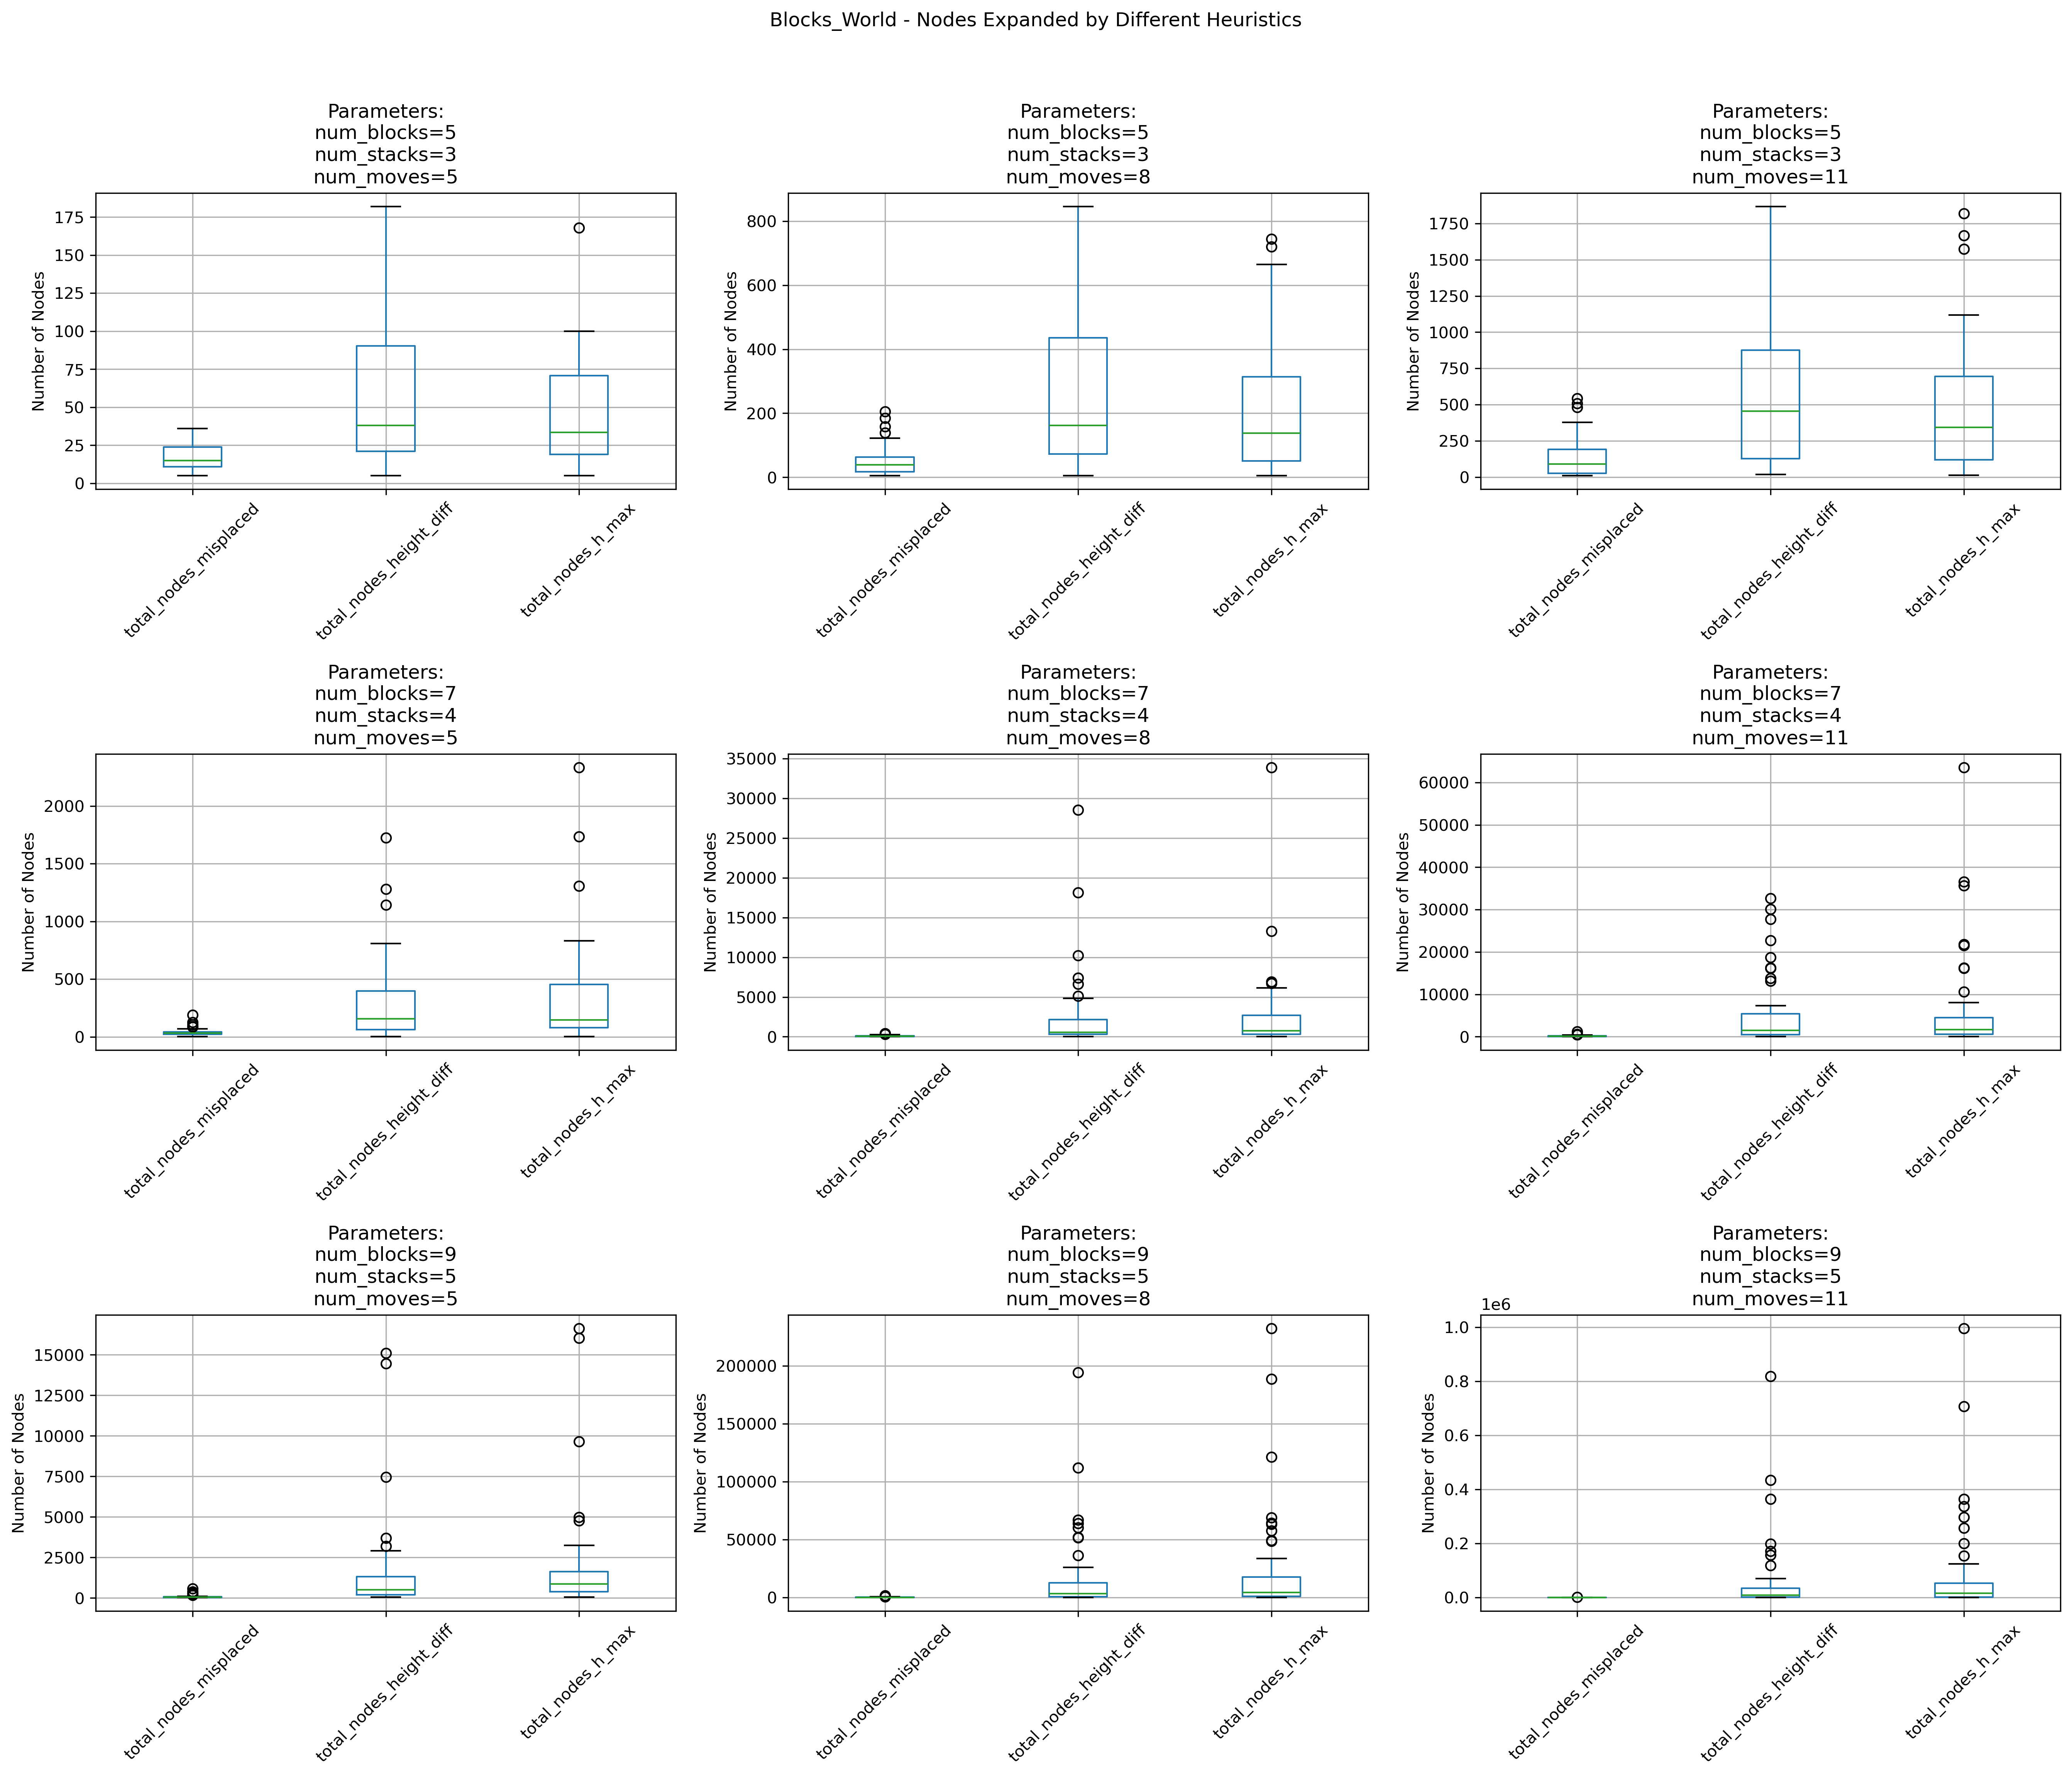 Blocks_World - Nodes Expanded by Different Heuristics
Parameters:
num_blocks=5
num_stacks=3
num_moves=5
Number of Nodes
175
150
125
100
75
50
25
0
total_nodes_misplaced
total_nodes_height_diff
total_nodes_h_max
Parameters:
num_blocks=5
num_stacks=3
num_moves=8
Number of Nodes
800
600
400
200
0
total_nodes_misplaced
total_nodes_height_diff
total_nodes_h_max
Parameters:
num_blocks=5
num_stacks=3
num_moves=11
Number of Nodes
1750
1500
1250
1000
750
500
250
0
total_nodes_misplaced
total_nodes_height_diff
total_nodes_h_max
Parameters:
num_blocks=7
num_stacks=4
num_moves=5
Number of Nodes
2000
1500
1000
500
0
total_nodes_misplaced
total_nodes_height_diff
total_nodes_h_max
Parameters:
num_blocks=7
num_stacks=4
num_moves=8
Number of Nodes
35000
30000
25000
20000
15000
10000
5000
0
total_nodes_misplaced
total_nodes_height_diff
total_nodes_h_max
Parameters:
num_blocks=7
num_stacks=4
num_moves=11
Number of Nodes
60000
50000
40000
30000
20000
10000
0
total_nodes_misplaced
total_nodes_height_diff
total_nodes_h_max
Parameters:
num_blocks=9
num_stacks=5
num_moves=5
Number of Nodes
15000
12500
10000
7500
5000
2500
0
total_nodes_misplaced
total_nodes_height_diff
total_nodes_h_max
Parameters:
num_blocks=9
num_stacks=5
num_moves=8
Number of Nodes
200000
150000
100000
50000
0
total_nodes_misplaced
total_nodes_height_diff
total_nodes_h_max
Parameters:
num_blocks=9
num_stacks=5
num_moves=11
1e6
Number of Nodes
1.0
0.8
0.6
0.4
0.2
0.0
total_nodes_misplaced
total_nodes_height_diff
total_nodes_h_max